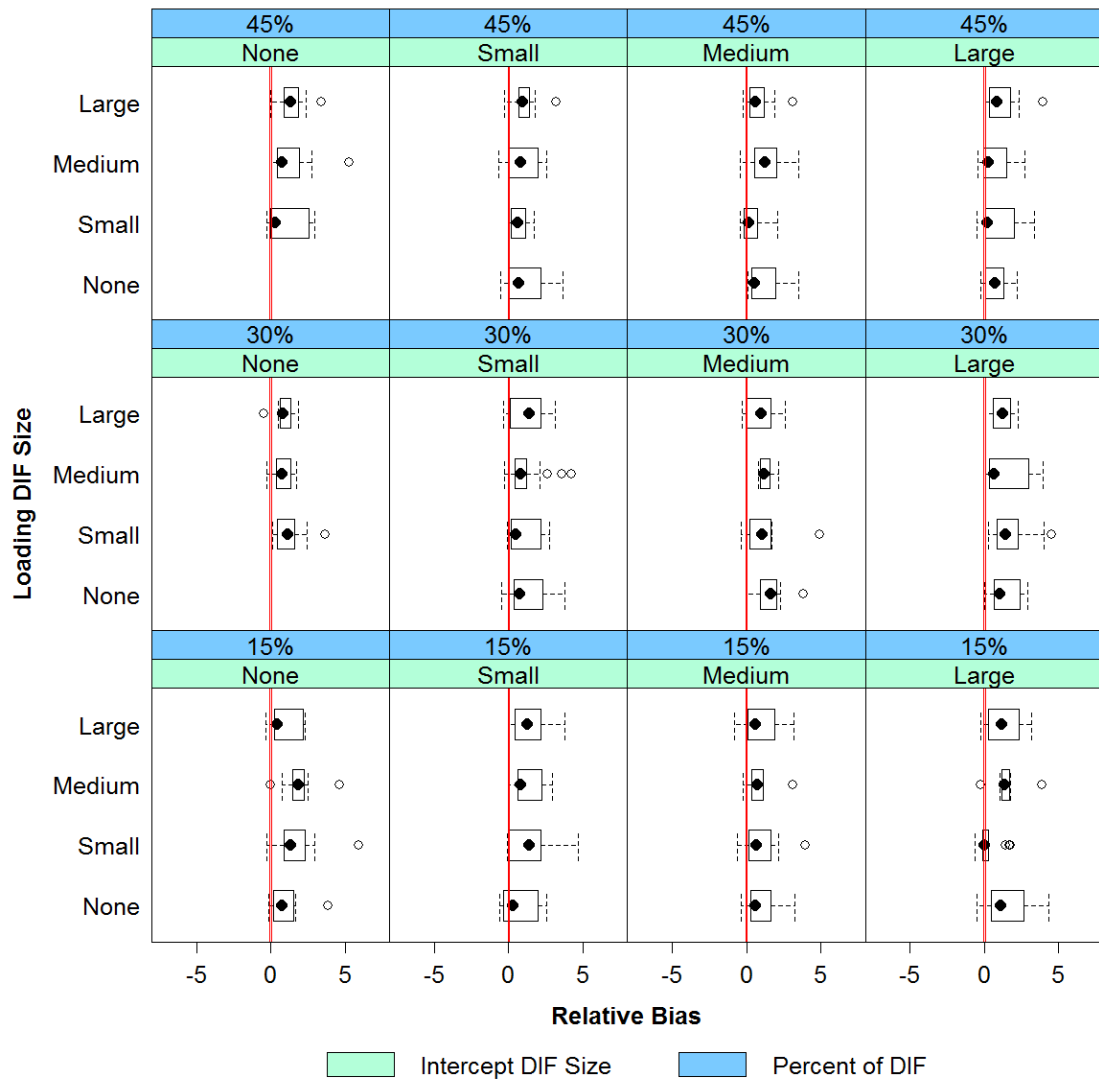 45% 45% 45% 45%
None Small Medium Large
Large
Medium
Small
None
30% 30% 30% 30%
None Small Medium Large
Large
Medium
Small
None
15% 15% 15% 15%
None Small Medium Large
Large
Medium
Small
None
Loading DIF Size
-5 0 5 -5 0 5 -5 0 5 -5 0 5
Relative Bias
Intercept DIF Size Percent of DIF